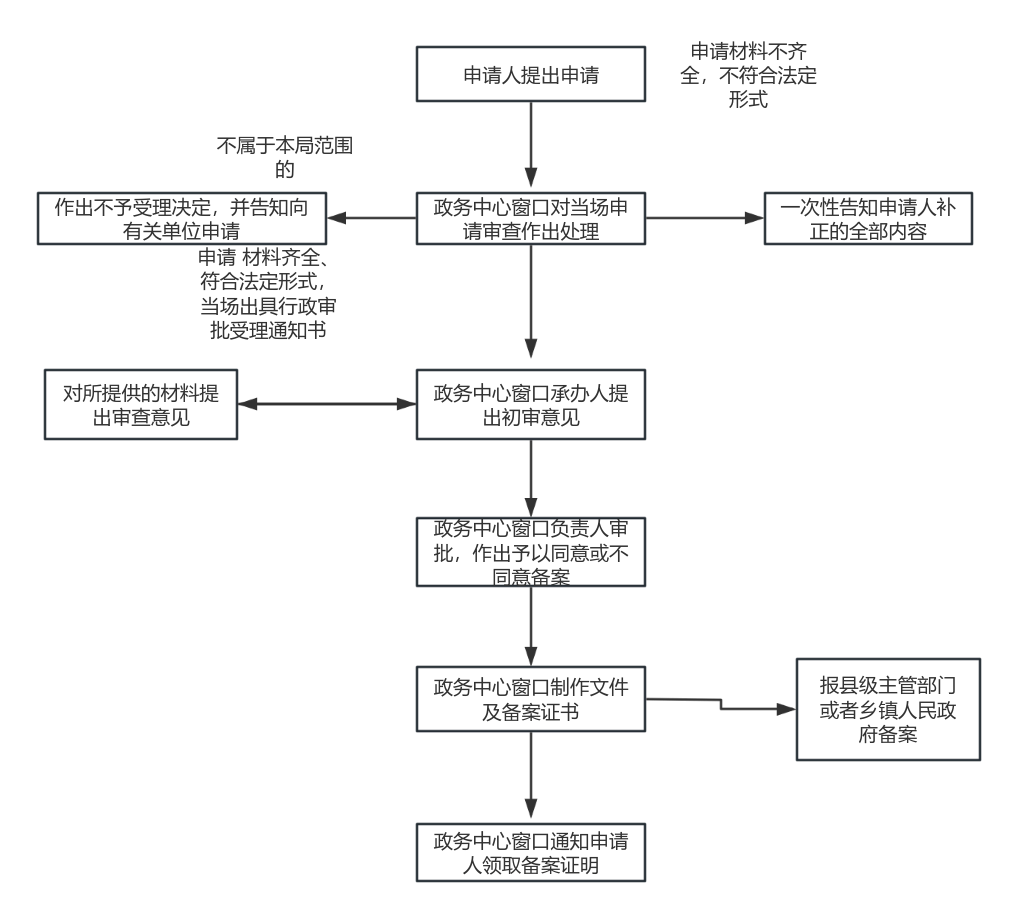 申请人提出申请
申请材料不齐
全，不符合法定
形式
不属于本局范围
的
作出不予受理决定，并告知向
有关单位申请
政务中心窗口对当场申
请审查作出处理
一次性告知申请人补
正的全部内容
申请 材料齐全、
符合法定形式，
当场出具行政审
批受理通知书
对所提供的材料提
出审查意见
政务中心窗口承办人提
出初审意见
政务中心窗口负责人审
批，作出予以同意或不
同意备案
政务中心窗口制作文件
及备案证书
报县级主管部门
或者乡镇人民政
府备案
政务中心窗口通知申请
人领取备案证明